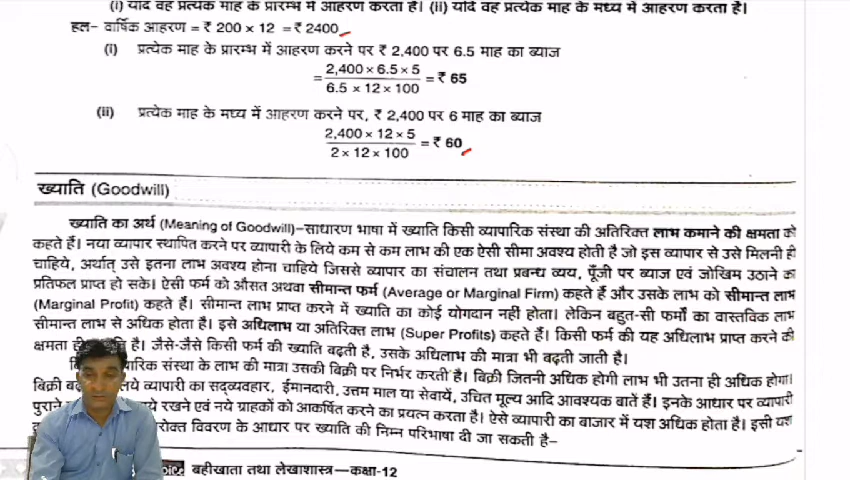 (i) यदि वह प्रत्येक माह के प्रारम्भ में आहरण करता है। (ii) यदि वह प्रत्येक माह के मध्य में आहरण करता है।
हल– वार्षिक आहरण = ₹ 200 × 12 = ₹ 2400
(i) प्रत्येक माह के प्रारम्भ में आहरण करने पर ₹ 2,400 पर 6.5 माह का ब्याज
= 2,400 × 6.5 × 5 / 6.5 × 12 × 100 = ₹ 65
(ii) प्रत्येक माह के मध्य में आहरण करने पर, ₹ 2,400 पर 6 माह का ब्याज
2,400 × 12 × 5 / 2 × 12 × 100 = ₹ 60
ख्याति (Goodwill)
ख्याति का अर्थ (Meaning of Goodwill)–साधारण भाषा में ख्याति किसी व्यापारिक संस्था की अतिरिक्त लाभ कमाने की क्षमता को
कहते हैं। नया व्यापार स्थापित करने पर व्यापारी के लिये कम से कम लाभ की एक ऐसी सीमा अवश्य होती है जो इस व्यापार से उसे मिलनी ही
चाहिये, अर्थात् उसे इतना लाभ अवश्य होना चाहिये जिससे व्यापार का संचालन तथा प्रबन्ध व्यय, पूँजी पर ब्याज एवं जोखिम उठाने का
प्रतिफल प्राप्त हो सके। ऐसी फर्म को औसत अथवा सीमान्त फर्म (Average or Marginal Firm) कहते हैं और उसके लाभ को सीमान्त लाभ
(Marginal Profit) कहते हैं। सीमान्त लाभ प्राप्त करने में ख्याति का कोई योगदान नहीं होता। लेकिन बहुत-सी फर्मों का वास्तविक लाभ
सीमान्त लाभ से अधिक होता है। इसे अधिलाभ या अतिरिक्त लाभ (Super Profits) कहते हैं। किसी फर्म की यह अधिलाभ प्राप्त करने की
क्षमता ही है। जैसे-जैसे किसी फर्म की ख्याति बढ़ती है, उसके अधिलाभ की मात्रा भी बढ़ती जाती है।
संस्था के लाभ की मात्रा उसकी बिक्री पर निर्भर करती है। बिक्री जितनी अधिक होगी लाभ भी उतना ही अधिक होगा।
बिक्री व्यापारी का सद्व्यवहार, ईमानदारी, उत्तम माल या सेवायें, उचित मूल्य आदि आवश्यक बातें हैं। इनके आधार पर व्यापारी
पुराने रखने एवं नये ग्राहकों को आकर्षित करने का प्रयत्न करता है। ऐसे व्यापारी का बाजार में यश अधिक होता है। इसी यश
विवरण के आधार पर ख्याति की निम्न परिभाषा दी जा सकती है–
बहीखाता तथा लेखाशास्त्र–कक्षा-12